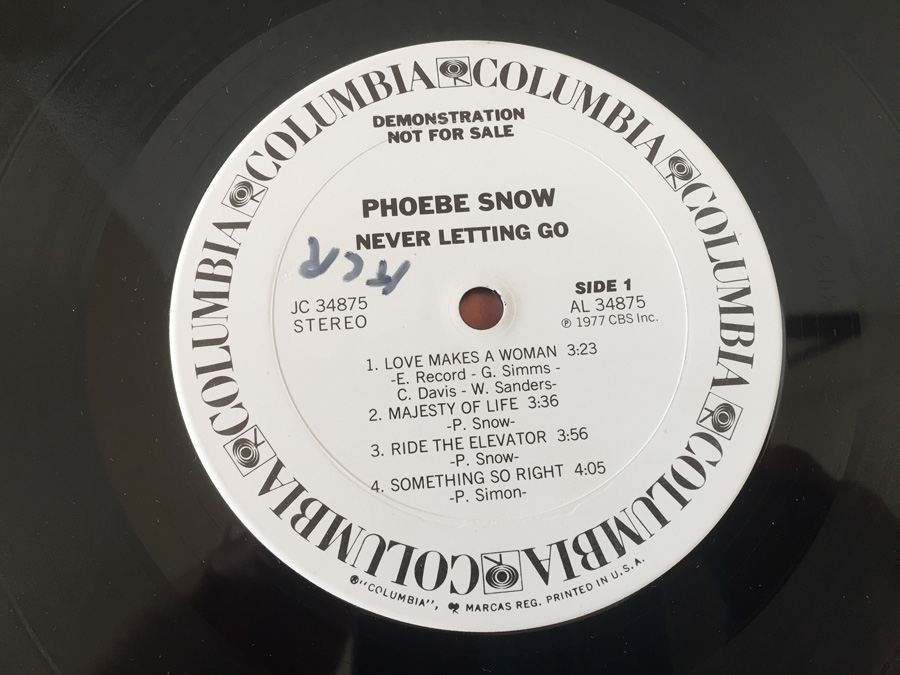 COLUMBIA COLUMBIA COLUMBIA COLUMBIA COLUMBIA COLUMBIA COLUMBIA
DEMONSTRATION
NOT FOR SALE
PHOEBE SNOW
NEVER LETTING GO
JC 34875
STEREO
SIDE 1
AL 34875
℗ 1977 CBS Inc.
1. LOVE MAKES A WOMAN 3:23
-E. Record - G. Simms -
C. Davis - W. Sanders-
2. MAJESTY OF LIFE 3:36
-P. Snow-
3. RIDE THE ELEVATOR 3:56
-P. Snow-
4. SOMETHING SO RIGHT 4:05
-P. Simon-
®"COLUMBIA", MARCAS REG. PRINTED IN U.S.A.